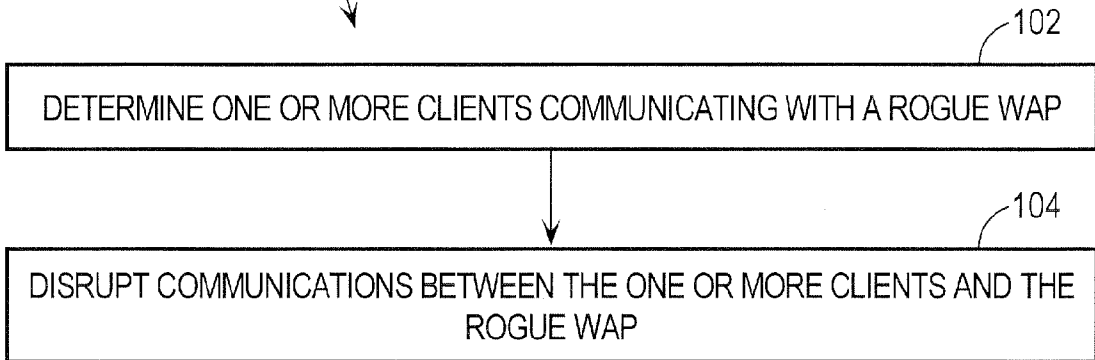 102
DETERMINE ONE OR MORE CLIENTS COMMUNICATING WITH A ROGUE WAP
104
DISRUPT COMMUNICATIONS BETWEEN THE ONE OR MORE CLIENTS AND THE
ROGUE WAP